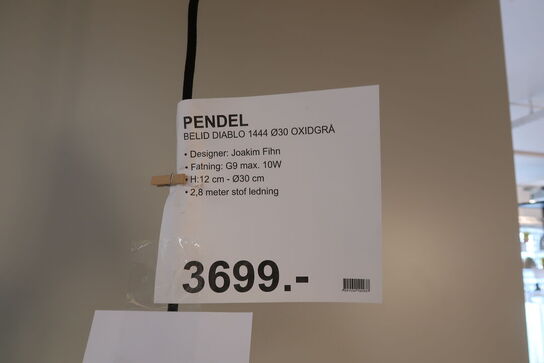 PENDEL
BELID DIABLO 1444 Ø30 OXIDGRÅ
• Designer: Joakim Fihn
• Fatning: G9 max. 10W
• H:12 cm - Ø30 cm
• 2,8 meter stof ledning
3699.-